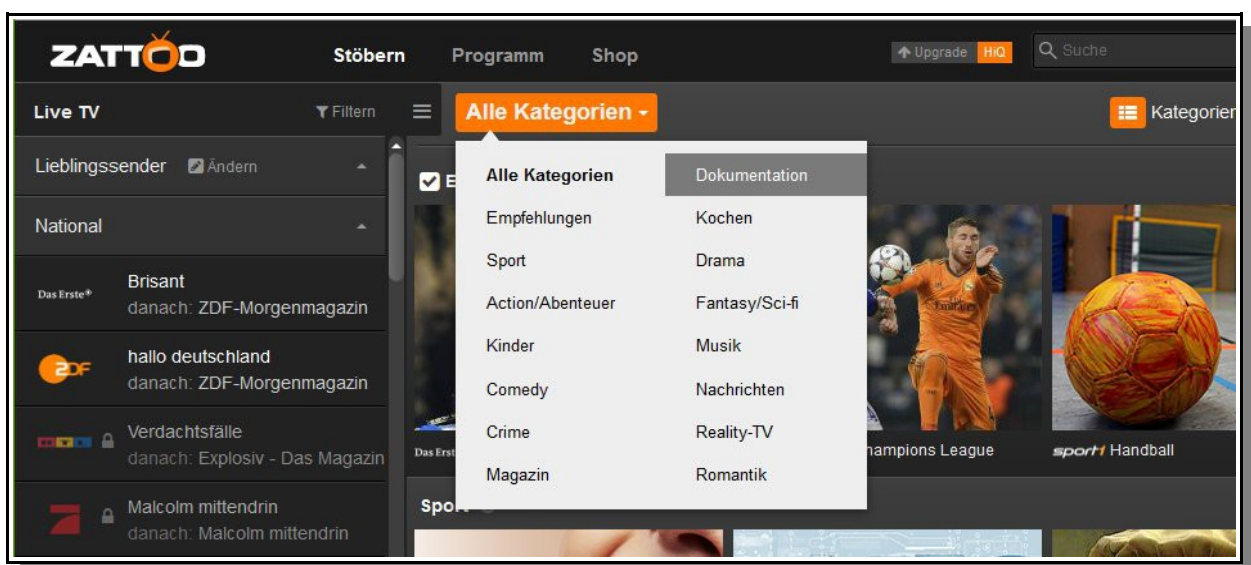 ZATTOO
Stöbern Programm Shop
Upgrade HiQ
Suche
Live TV
Filtern
Alle Kategorien
Kategorien
Lieblingssender Ändern
National
Das Erste
Brisant
danach: ZDF-Morgenmagazin
ZDF
hallo deutschland
danach: ZDF-Morgenmagazin
Verdachtsfälle
danach: Explosiv - Das Magazin
Malcolm mittendrin
danach: Malcolm mittendrin
Alle Kategorien Dokumentation
Empfehlungen Kochen
Sport Drama
Action/Abenteuer Fantasy/Sci-fi
Kinder Musik
Comedy Nachrichten
Crime Reality-TV
Magazin Romantik
E
Das Erst
hampions League
sport1 Handball
Sport